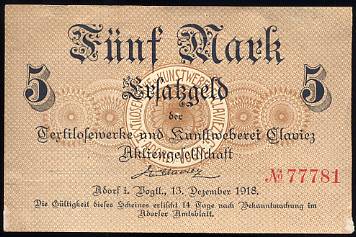 Fünf Mark
5 Ersatzgeld 5
der
Textilosewerke und Kunstweberei Claviez
Aktiengesellschaft
Claviez
№ 77781
Adorf i. Vogtl., 13. Dezember 1918.
Die Gültigkeit dieses Scheines erlischt 14 Tage nach Bekanntmachung im
Adorfer Amtsblatt.